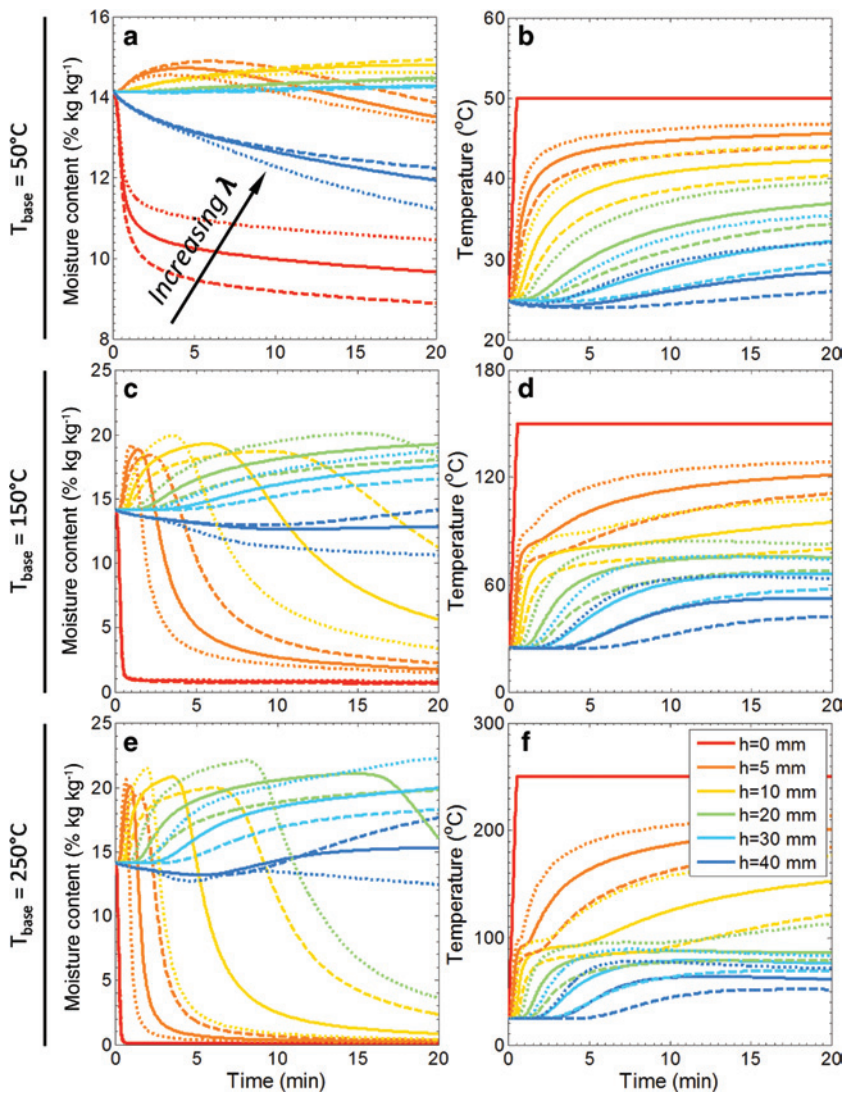 T_base = 50°C
a
Moisture content (% kg kg⁻¹)
16
14
12
10
8
0
5
10
15
20
Increasing λ
b
Temperature (°C)
60
50
40
30
20
0
5
10
15
20
T_base = 150°C
c
Moisture content (% kg kg⁻¹)
25
20
15
10
5
0
0
5
10
15
20
d
Temperature (°C)
180
120
60
0
0
5
10
15
20
T_base = 250°C
e
Moisture content (% kg kg⁻¹)
25
20
15
10
5
0
0
5
10
15
20
Time (min)
f
Temperature (°C)
300
200
100
0
0
5
10
15
20
Time (min)
h=0 mm
h=5 mm
h=10 mm
h=20 mm
h=30 mm
h=40 mm